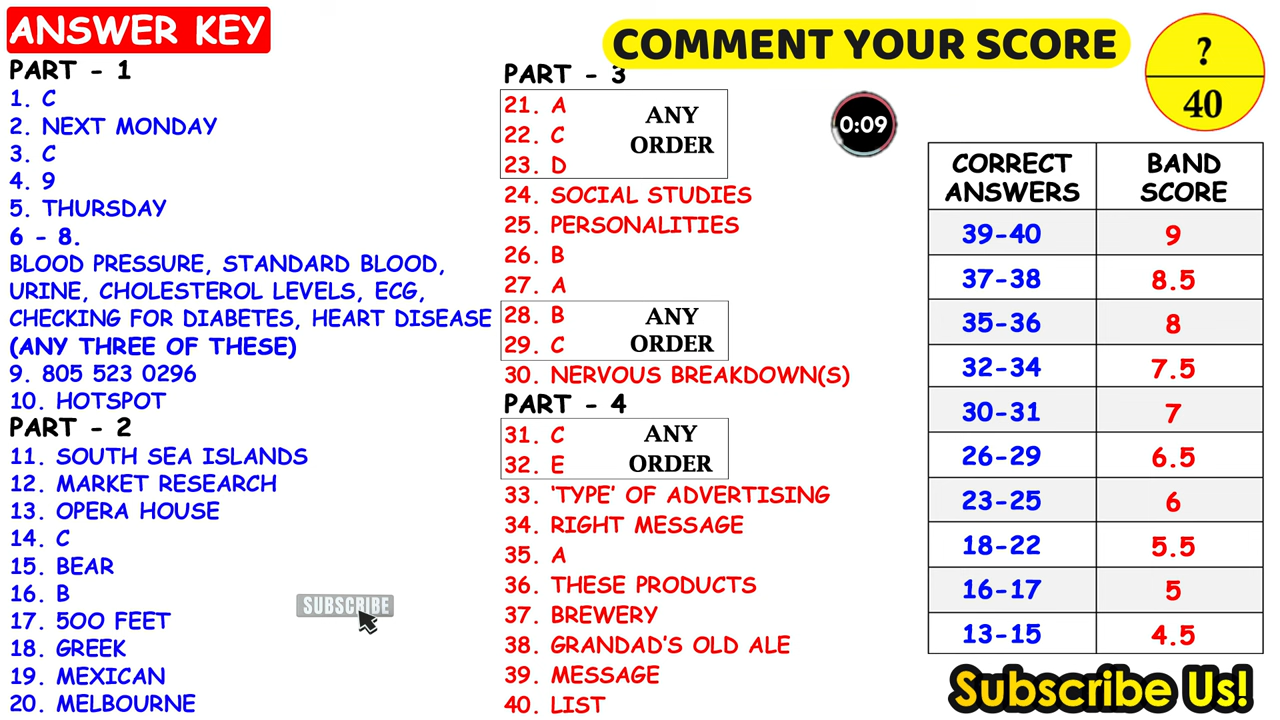 ANSWER KEY
PART - 1
1. C
2. NEXT MONDAY
3. C
4. 9
5. THURSDAY
6 - 8.
BLOOD PRESSURE, STANDARD BLOOD,
URINE, CHOLESTEROL LEVELS, ECG,
CHECKING FOR DIABETES, HEART DISEASE
(ANY THREE OF THESE)
9. 805 523 0296
10. HOTSPOT
PART - 2
11. SOUTH SEA ISLANDS
12. MARKET RESEARCH
13. OPERA HOUSE
14. C
15. BEAR
16. B
17. 500 FEET
18. GREEK
19. MEXICAN
20. MELBOURNE
SUBSCRIBE
PART - 3
21. A
22. C
23. D
ANY
ORDER
24. SOCIAL STUDIES
25. PERSONALITIES
26. B
27. A
28. B
29. C
ANY
ORDER
30. NERVOUS BREAKDOWN(S)
PART - 4
31. C
32. E
ANY
ORDER
33. ‘TYPE’ OF ADVERTISING
34. RIGHT MESSAGE
35. A
36. THESE PRODUCTS
37. BREWERY
38. GRANDAD’S OLD ALE
39. MESSAGE
40. LIST
COMMENT YOUR SCORE
?
40
0:09
CORRECT ANSWERS BAND SCORE
39-40 9
37-38 8.5
35-36 8
32-34 7.5
30-31 7
26-29 6.5
23-25 6
18-22 5.5
16-17 5
13-15 4.5
Subscribe Us!